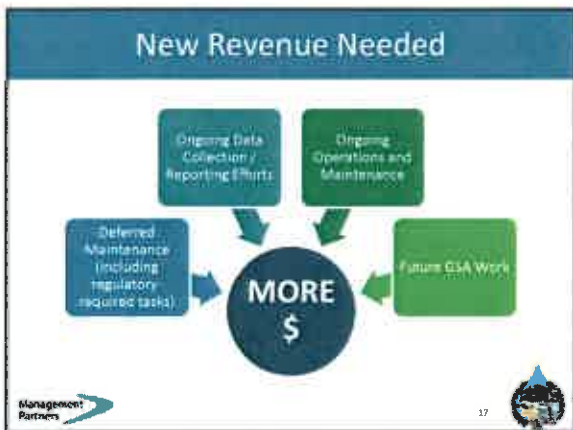 New Revenue Needed
Ongoing Data
Collection /
Reporting Efforts
Ongoing
Operations and
Maintenance
Deferred
Maintenance
(including
regulatory-
required tasks)
Future GSA Work
MORE
$
Management
Partners
17